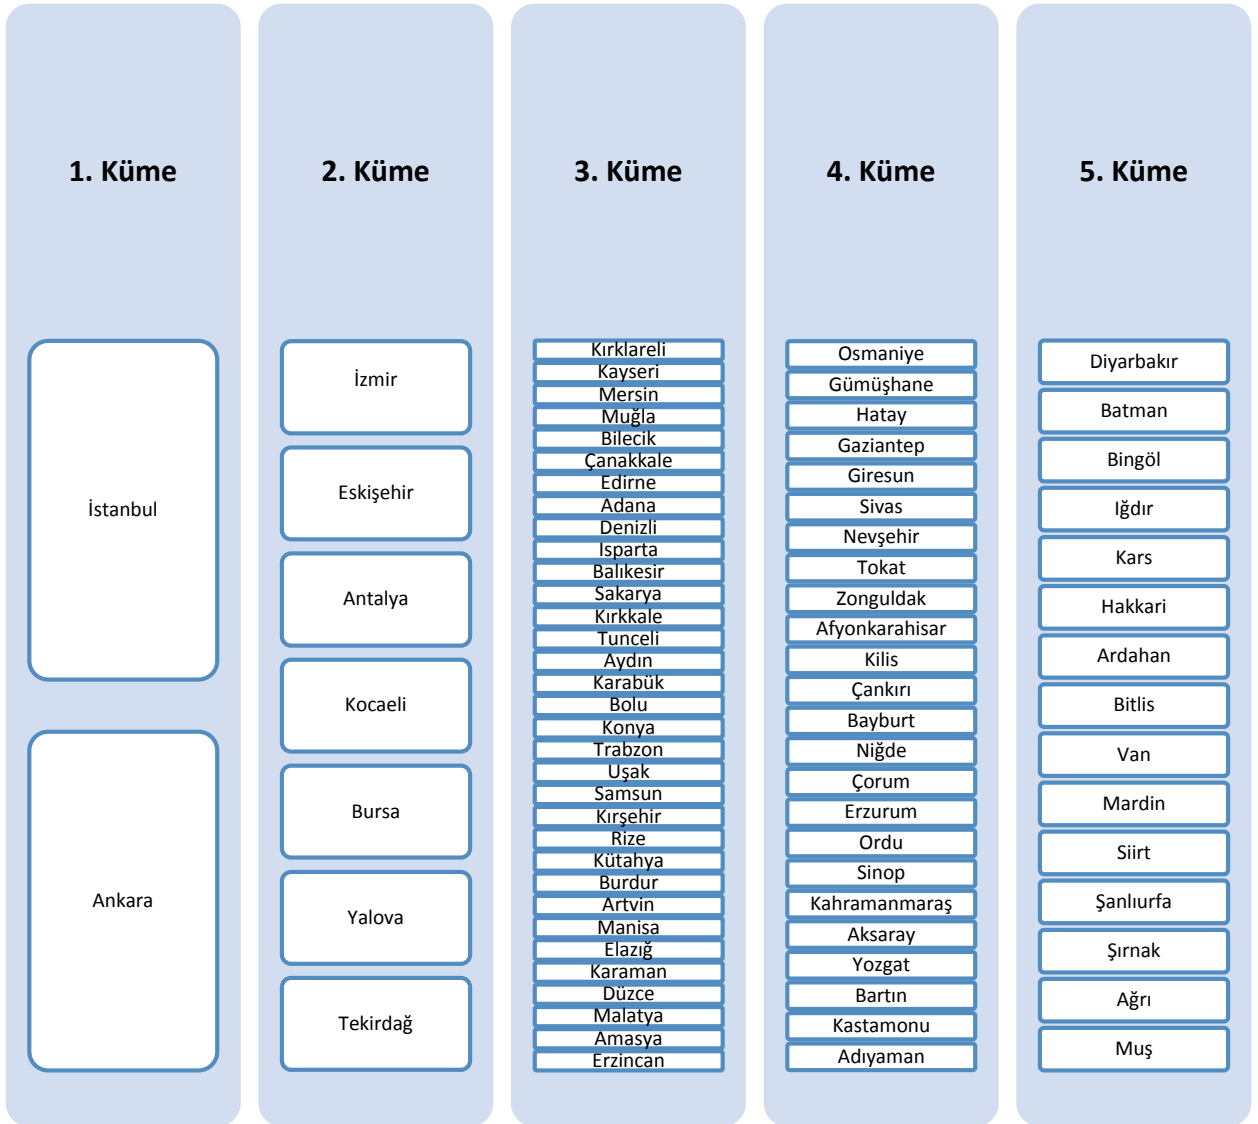 1. Küme
İstanbul
Ankara
2. Küme
İzmir
Eskişehir
Antalya
Kocaeli
Bursa
Yalova
Tekirdağ
3. Küme
Kırklareli
Kayseri
Mersin
Muğla
Bilecik
Çanakkale
Edirne
Adana
Denizli
Isparta
Balıkesir
Sakarya
Kırkkale
Tunceli
Aydın
Karabük
Bolu
Konya
Trabzon
Uşak
Samsun
Kırşehir
Rize
Kütahya
Burdur
Artvin
Manisa
Elazığ
Karaman
Düzce
Malatya
Amasya
Erzincan
4. Küme
Osmaniye
Gümüşhane
Hatay
Gaziantep
Giresun
Sivas
Nevşehir
Tokat
Zonguldak
Afyonkarahisar
Kilis
Çankırı
Bayburt
Niğde
Çorum
Erzurum
Ordu
Sinop
Kahramanmaraş
Aksaray
Yozgat
Bartın
Kastamonu
Adıyaman
5. Küme
Diyarbakır
Batman
Bingöl
Iğdır
Kars
Hakkari
Ardahan
Bitlis
Van
Mardin
Siirt
Şanlıurfa
Şırnak
Ağrı
Muş